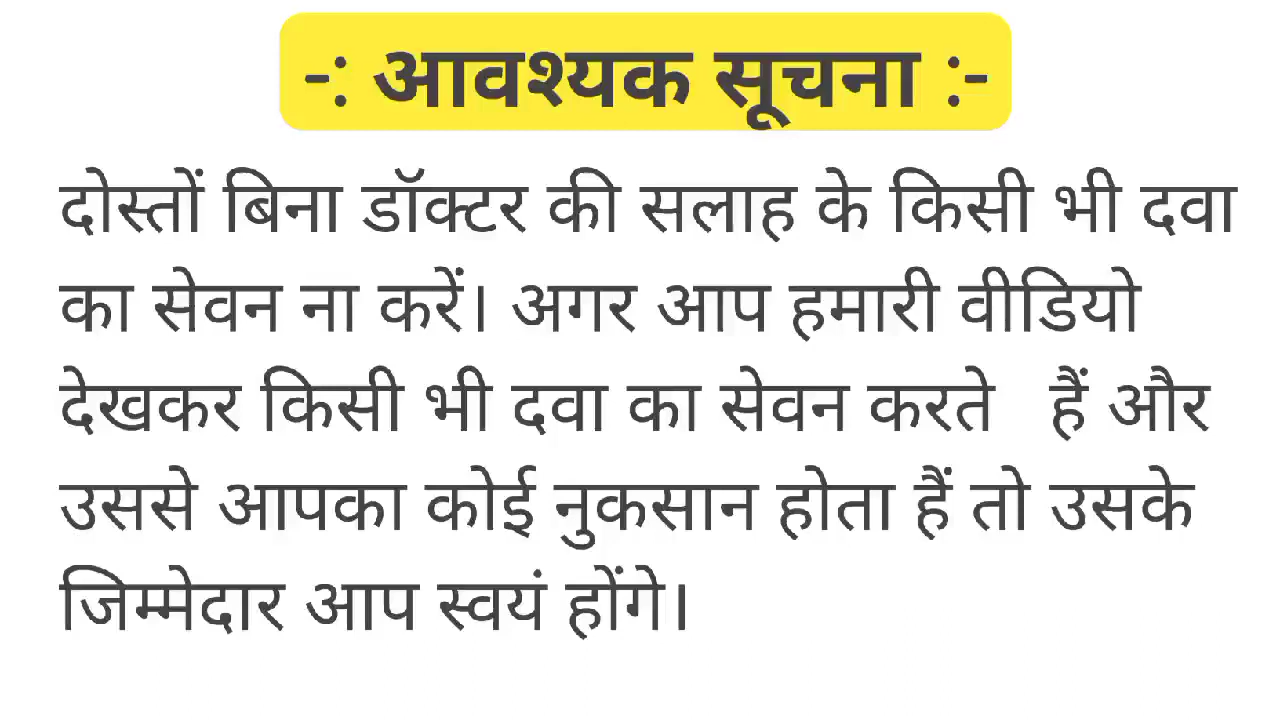 -: आवश्यक सूचना :-
दोस्तों बिना डॉक्टर की सलाह के किसी भी दवा
का सेवन ना करें। अगर आप हमारी वीडियो
देखकर किसी भी दवा का सेवन करते हैं और
उससे आपका कोई नुकसान होता हैं तो उसके
जिम्मेदार आप स्वयं होंगे।